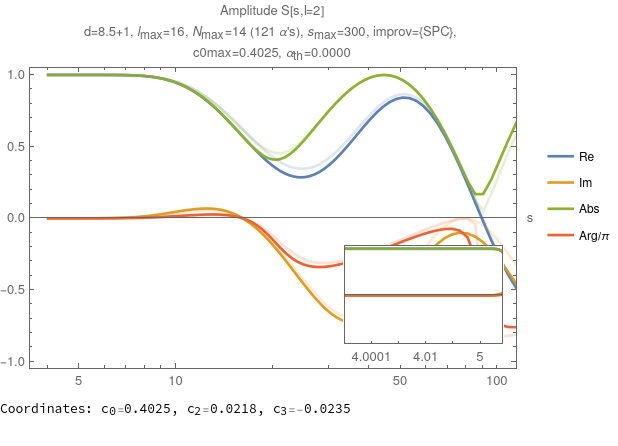 Amplitude S[s,l=2]
d=8.5+1, lmax=16, Nmax=14 (121 α's), smax=300, improv={SPC},
c0max=0.4025, αth=0.0000
1.0
0.5
0.0
-0.5
-1.0
s
Re
Im
Abs
Arg/π
4.0001 4.01 5
5 10 50 100
Coordinates: c0=0.4025, c2=0.0218, c3=-0.0235